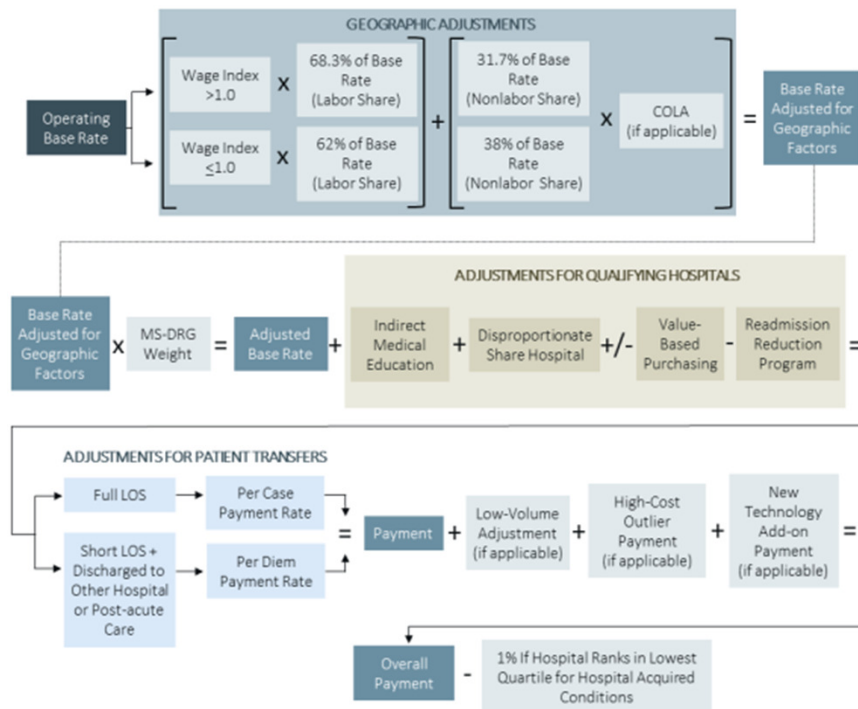 GEOGRAPHIC ADJUSTMENTS
Operating
Base Rate
Wage Index
>1.0
X
68.3% of Base
Rate
(Labor Share)
Wage Index
≤1.0
X
62% of Base
Rate
(Labor Share)
+
31.7% of Base
Rate
(Nonlabor Share)
38% of Base
Rate
(Nonlabor Share)
X
COLA
(if applicable)
=
Base Rate
Adjusted for
Geographic
Factors
ADJUSTMENTS FOR QUALIFYING HOSPITALS
Base Rate
Adjusted for
Geographic
Factors
X
MS-DRG
Weight
=
Adjusted
Base Rate
+
Indirect
Medical
Education
+
Disproportionate
Share Hospital
+/-
Value-
Based
Purchasing
-
Readmission
Reduction
Program
=
ADJUSTMENTS FOR PATIENT TRANSFERS
Full LOS
Per Case
Payment Rate
Short LOS +
Discharged to
Other Hospital
or Post-acute
Care
Per Diem
Payment Rate
=
Payment
+
Low-Volume
Adjustment
(if applicable)
+
High-Cost
Outlier
Payment
(if applicable)
+
New
Technology
Add-on
Payment
(if applicable)
=
Overall
Payment
-
1% If Hospital Ranks in Lowest
Quartile for Hospital Acquired
Conditions